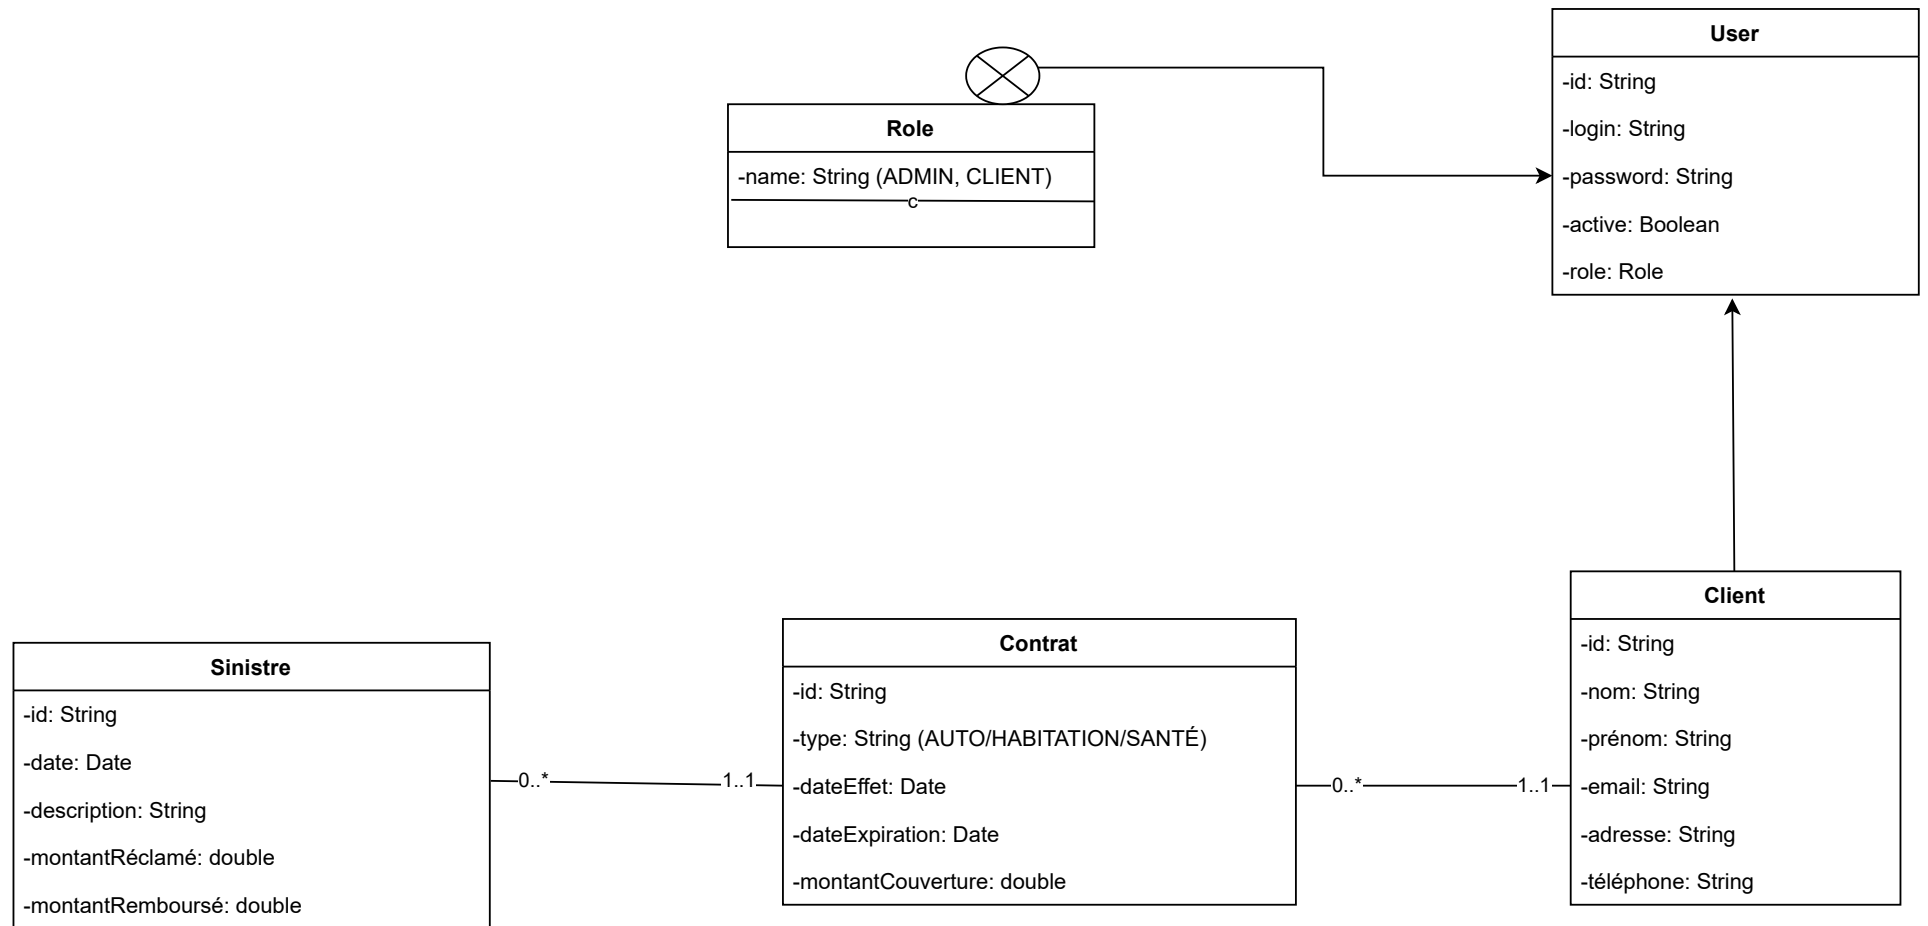 User
-id: String
-login: String
-password: String
-active: Boolean
-role: Role
Role
-name: String (ADMIN, CLIENT)
c
Sinistre
-id: String
-date: Date
-description: String
-montantRéclamé: double
-montantRemboursé: double
0..*
1..1
Contrat
-id: String
-type: String (AUTO/HABITATION/SANTÉ)
-dateEffet: Date
-dateExpiration: Date
-montantCouverture: double
0..*
1..1
Client
-id: String
-nom: String
-prénom: String
-email: String
-adresse: String
-téléphone: String